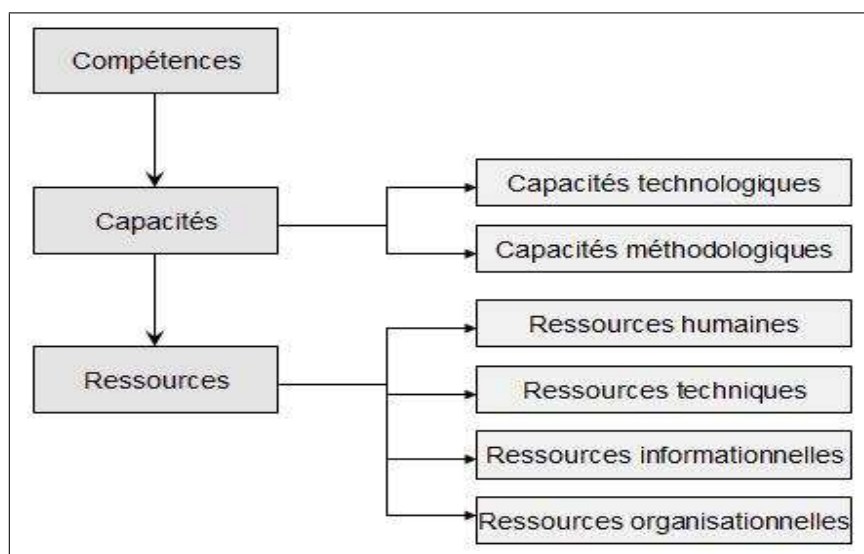 Compétences
Capacités
Capacités technologiques
Capacités méthodologiques
Ressources
Ressources humaines
Ressources techniques
Ressources informationnelles
Ressources organisationnelles